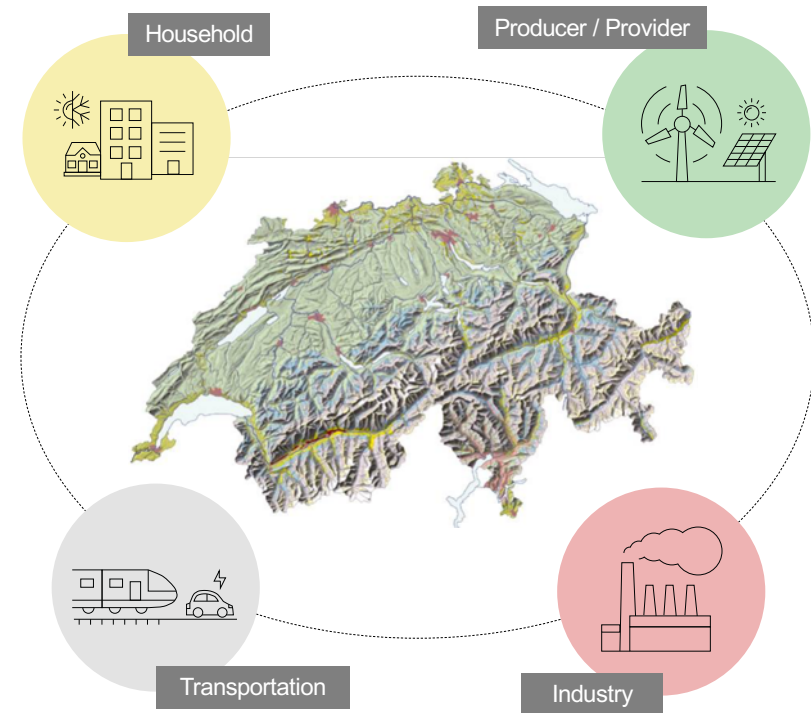 Household
Producer / Provider
Transportation
Industry